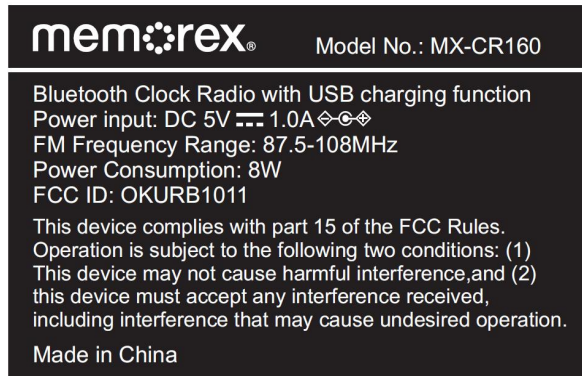 memorex®
Model No.: MX-CR160
Bluetooth Clock Radio with USB charging function
Power input: DC 5V ⎓ 1.0A
FM Frequency Range: 87.5-108MHz
Power Consumption: 8W
FCC ID: OKURB1011
This device complies with part 15 of the FCC Rules.
Operation is subject to the following two conditions: (1)
This device may not cause harmful interference,and (2)
this device must accept any interference received,
including interference that may cause undesired operation.
Made in China